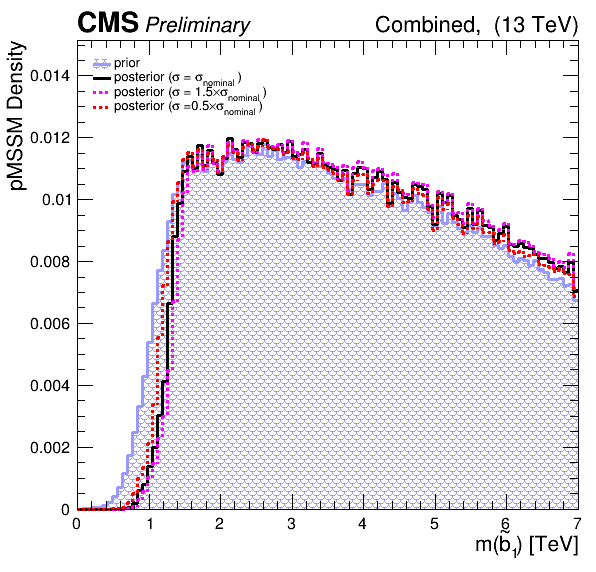 CMS Preliminary Combined, (13 TeV)
pMSSM Density
prior
posterior (σ = σnominal)
posterior (σ = 1.5×σnominal)
posterior (σ =0.5×σnominal)
0.014
0.012
0.01
0.008
0.006
0.004
0.002
0
0 1 2 3 4 5 6 7
m(b̃1) [TeV]